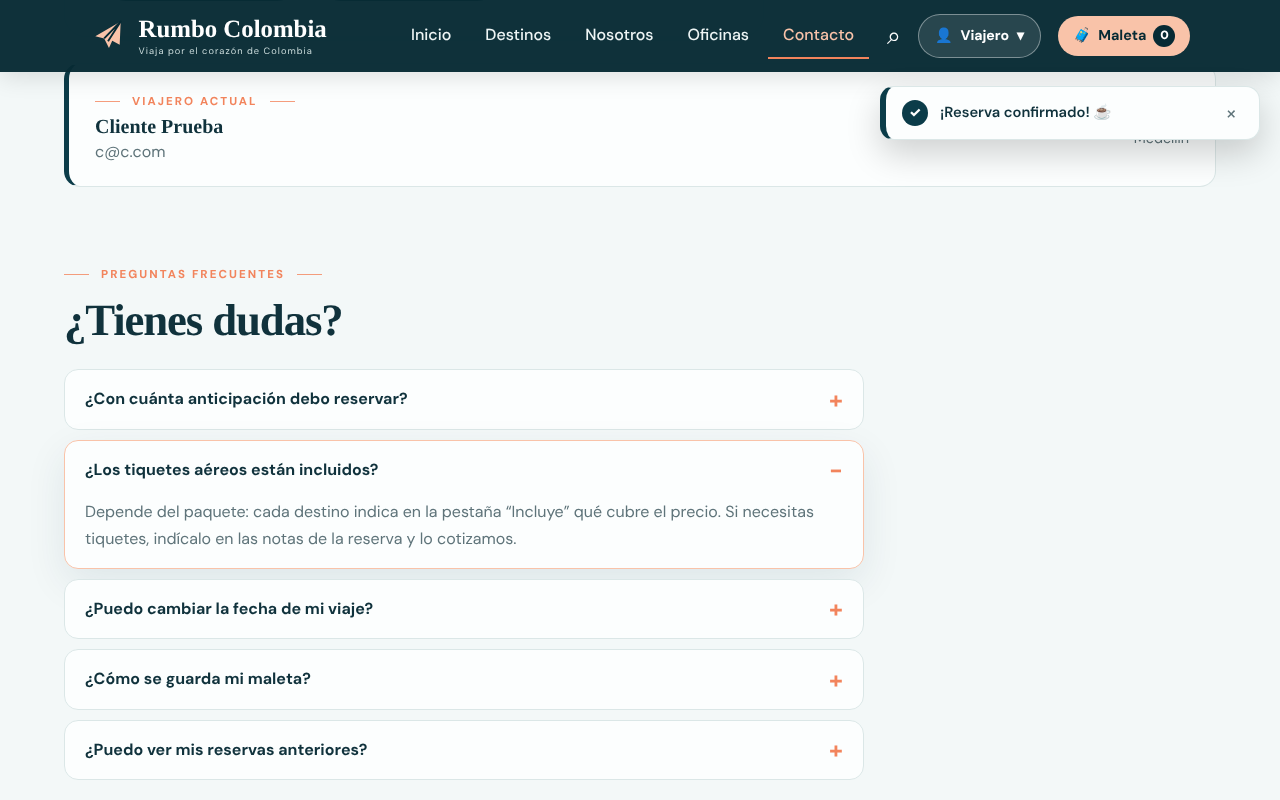 Rumbo Colombia
Viaja por el corazón de Colombia
Inicio
Destinos
Nosotros
Oficinas
Contacto
Viajero ▾
Maleta 0
VIAJERO ACTUAL
Cliente Prueba
c@c.com
¡Reserva confirmado! ☕
×
Medellín
PREGUNTAS FRECUENTES
¿Tienes dudas?
¿Con cuánta anticipación debo reservar?
+
¿Los tiquetes aéreos están incluidos?
−
Depende del paquete: cada destino indica en la pestaña “Incluye” qué cubre el precio. Si necesitas
tiquetes, indícalo en las notas de la reserva y lo cotizamos.
¿Puedo cambiar la fecha de mi viaje?
+
¿Cómo se guarda mi maleta?
+
¿Puedo ver mis reservas anteriores?
+